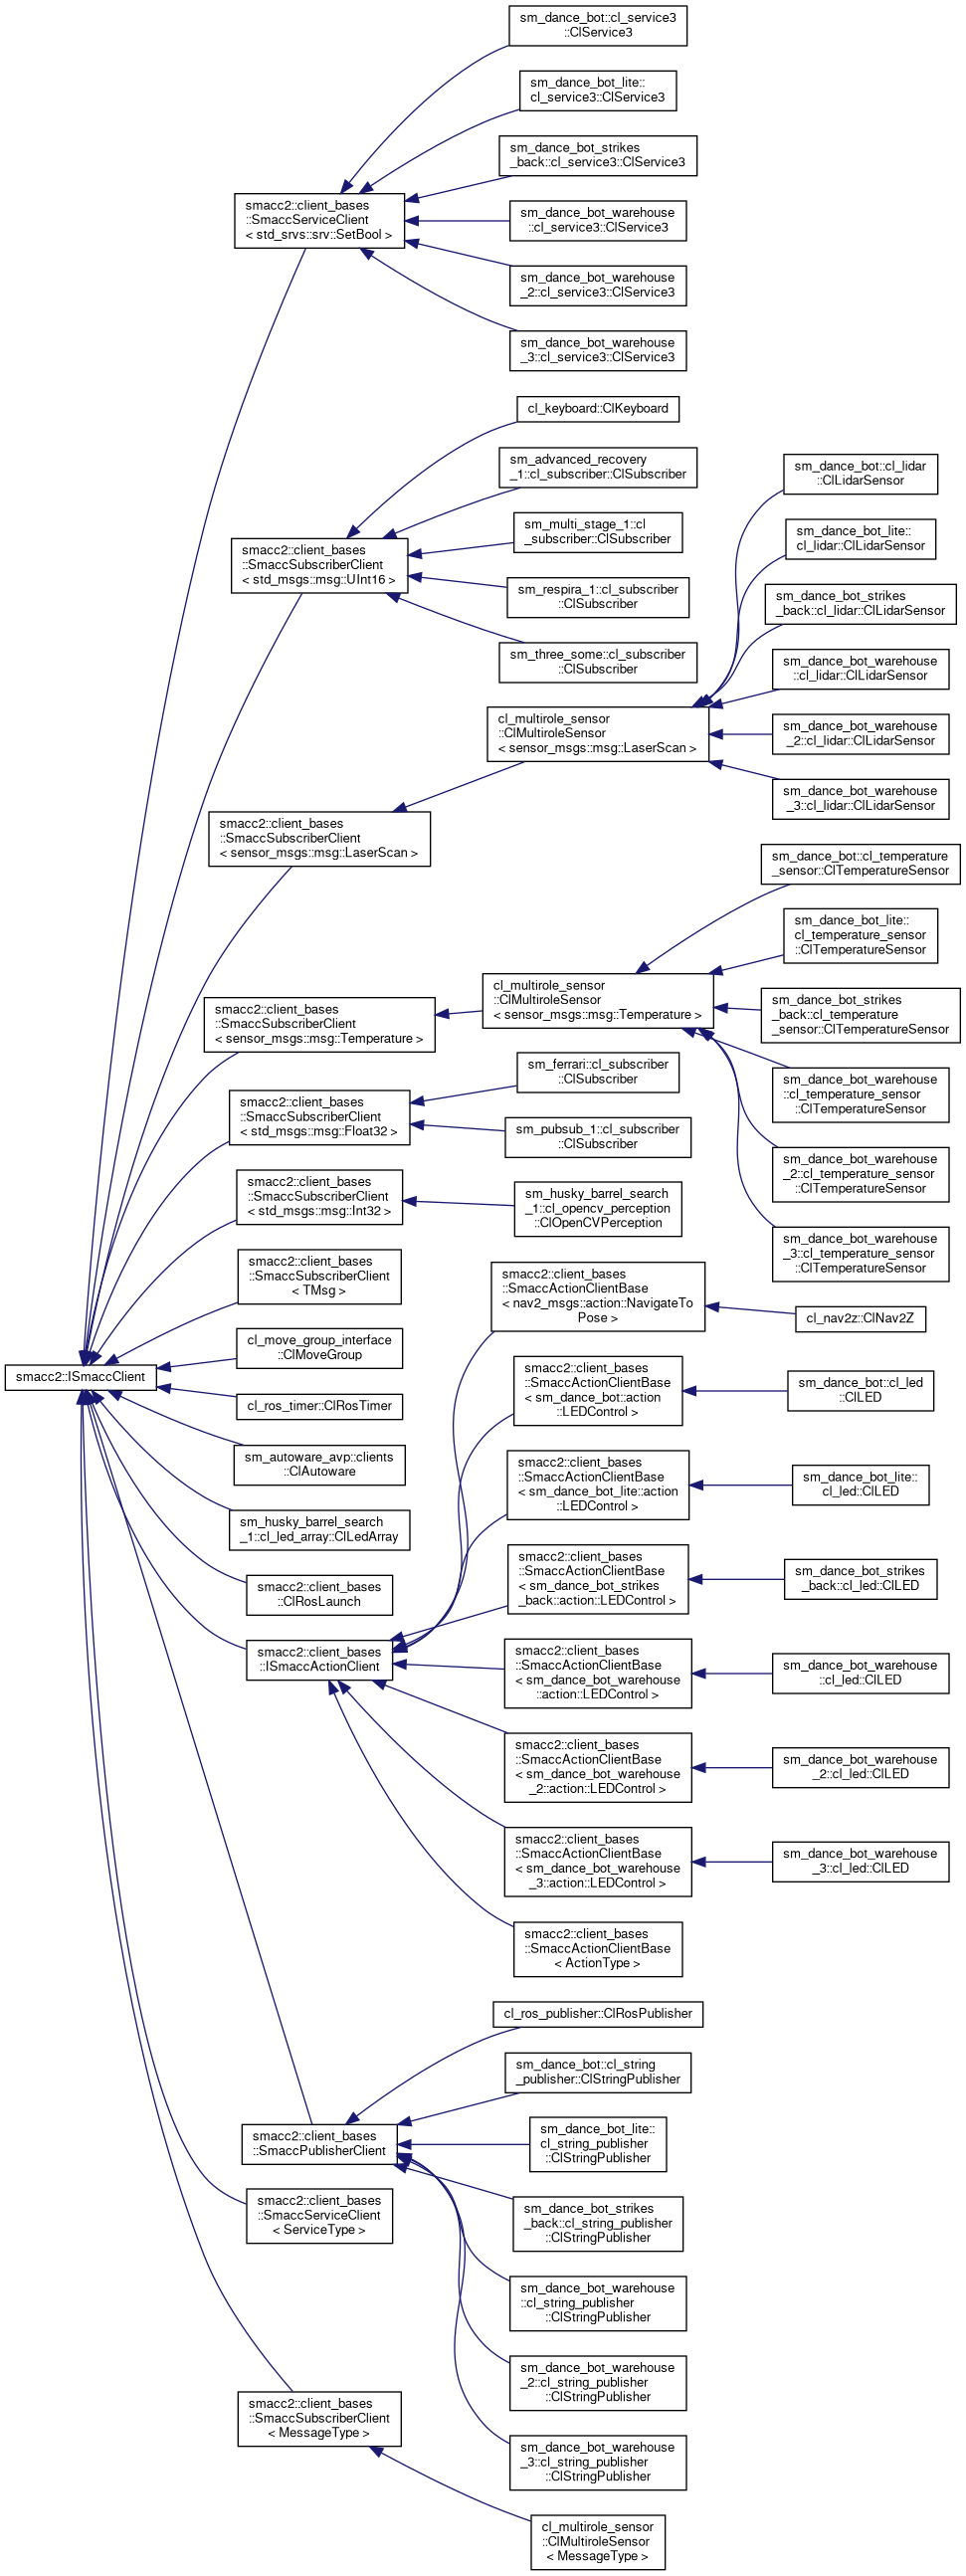 sm_dance_bot::cl_service3
::ClService3
sm_dance_bot_lite::
cl_service3::ClService3
sm_dance_bot_strikes
_back::cl_service3::ClService3
smacc2::client_bases
::SmaccServiceClient
< std_srvs::srv::SetBool >
sm_dance_bot_warehouse
::cl_service3::ClService3
sm_dance_bot_warehouse
_2::cl_service3::ClService3
sm_dance_bot_warehouse
_3::cl_service3::ClService3
cl_keyboard::ClKeyboard
sm_advanced_recovery
_1::cl_subscriber::ClSubscriber
sm_multi_stage_1::cl
_subscriber::ClSubscriber
smacc2::client_bases
::SmaccSubscriberClient
< std_msgs::msg::UInt16 >
sm_respira_1::cl_subscriber
::ClSubscriber
sm_three_some::cl_subscriber
::ClSubscriber
sm_dance_bot::cl_lidar
::ClLidarSensor
sm_dance_bot_lite::
cl_lidar::ClLidarSensor
sm_dance_bot_strikes
_back::cl_lidar::ClLidarSensor
sm_dance_bot_warehouse
::cl_lidar::ClLidarSensor
cl_multirole_sensor
::ClMultiroleSensor
< sensor_msgs::msg::LaserScan >
sm_dance_bot_warehouse
_2::cl_lidar::ClLidarSensor
sm_dance_bot_warehouse
_3::cl_lidar::ClLidarSensor
smacc2::client_bases
::SmaccSubscriberClient
< sensor_msgs::msg::LaserScan >
sm_dance_bot::cl_temperature
_sensor::ClTemperatureSensor
sm_dance_bot_lite::
cl_temperature_sensor
::ClTemperatureSensor
cl_multirole_sensor
::ClMultiroleSensor
< sensor_msgs::msg::Temperature >
sm_dance_bot_strikes
_back::cl_temperature
_sensor::ClTemperatureSensor
smacc2::client_bases
::SmaccSubscriberClient
< sensor_msgs::msg::Temperature >
sm_dance_bot_warehouse
::cl_temperature_sensor
::ClTemperatureSensor
sm_ferrari::cl_subscriber
::ClSubscriber
smacc2::client_bases
::SmaccSubscriberClient
< std_msgs::msg::Float32 >
sm_pubsub_1::cl_subscriber
::ClSubscriber
sm_dance_bot_warehouse
_2::cl_temperature_sensor
::ClTemperatureSensor
smacc2::client_bases
::SmaccSubscriberClient
< std_msgs::msg::Int32 >
sm_husky_barrel_search
_1::cl_opencv_perception
::ClOpenCVPerception
sm_dance_bot_warehouse
_3::cl_temperature_sensor
::ClTemperatureSensor
smacc2::client_bases
::SmaccSubscriberClient
< TMsg >
smacc2::client_bases
::SmaccActionClientBase
< nav2_msgs::action::NavigateTo
Pose >
cl_nav2z::ClNav2Z
cl_move_group_interface
::ClMoveGroup
smacc2::ISmaccClient
smacc2::client_bases
::SmaccActionClientBase
< sm_dance_bot::action
::LEDControl >
sm_dance_bot::cl_led
::ClLED
cl_ros_timer::ClRosTimer
sm_autoware_avp::clients
::ClAutoware
smacc2::client_bases
::SmaccActionClientBase
< sm_dance_bot_lite::action
::LEDControl >
sm_dance_bot_lite::
cl_led::ClLED
sm_husky_barrel_search
_1::cl_led_array::ClLedArray
smacc2::client_bases
::SmaccActionClientBase
< sm_dance_bot_strikes
_back::action::LEDControl >
sm_dance_bot_strikes
_back::cl_led::ClLED
smacc2::client_bases
::ClRosLaunch
smacc2::client_bases
::ISmaccActionClient
smacc2::client_bases
::SmaccActionClientBase
< sm_dance_bot_warehouse
::action::LEDControl >
sm_dance_bot_warehouse
::cl_led::ClLED
smacc2::client_bases
::SmaccActionClientBase
< sm_dance_bot_warehouse
_2::action::LEDControl >
sm_dance_bot_warehouse
_2::cl_led::ClLED
smacc2::client_bases
::SmaccActionClientBase
< sm_dance_bot_warehouse
_3::action::LEDControl >
sm_dance_bot_warehouse
_3::cl_led::ClLED
smacc2::client_bases
::SmaccActionClientBase
< ActionType >
cl_ros_publisher::ClRosPublisher
sm_dance_bot::cl_string
_publisher::ClStringPublisher
smacc2::client_bases
::SmaccPublisherClient
sm_dance_bot_lite::
cl_string_publisher
::ClStringPublisher
smacc2::client_bases
::SmaccServiceClient
< ServiceType >
sm_dance_bot_strikes
_back::cl_string_publisher
::ClStringPublisher
sm_dance_bot_warehouse
::cl_string_publisher
::ClStringPublisher
sm_dance_bot_warehouse
_2::cl_string_publisher
::ClStringPublisher
smacc2::client_bases
::SmaccSubscriberClient
< MessageType >
sm_dance_bot_warehouse
_3::cl_string_publisher
::ClStringPublisher
cl_multirole_sensor
::ClMultiroleSensor
< MessageType >